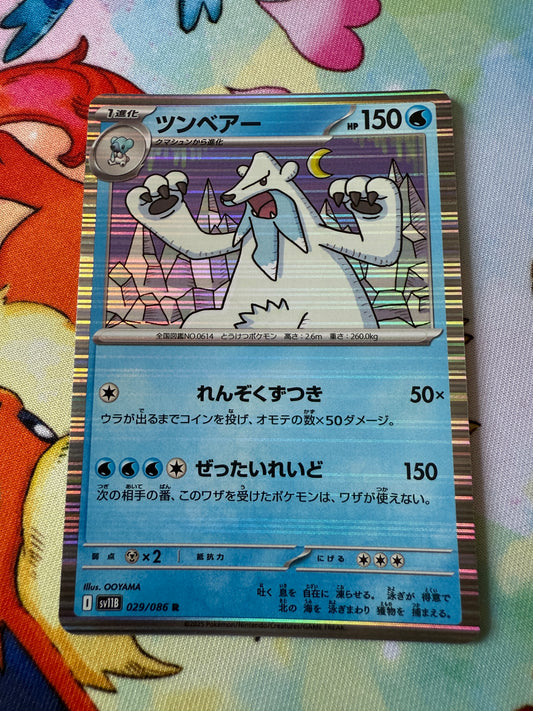 1進化
ツンベアー
HP 150
クマシュンから進化
全国図鑑NO.0614 とうけつポケモン 高さ:2.6m 重さ:260.0kg
れんぞくずつき 50×
ウラが出るまでコインを投げ、オモテの数×50ダメージ。
ぜったいれいど 150
次の相手の番、このワザを受けたポケモンは、ワザが使えない。
弱点 ×2 抵抗力 にげる
Illus. OOYAMA
吐く息を自在に凍らせる。泳ぎが得意で
I sv11B 029/086 R
北の海を泳ぎまわり獲物を捕まえる。
©2025 Pokémon/Nintendo/Creatures/GAME FREAK.